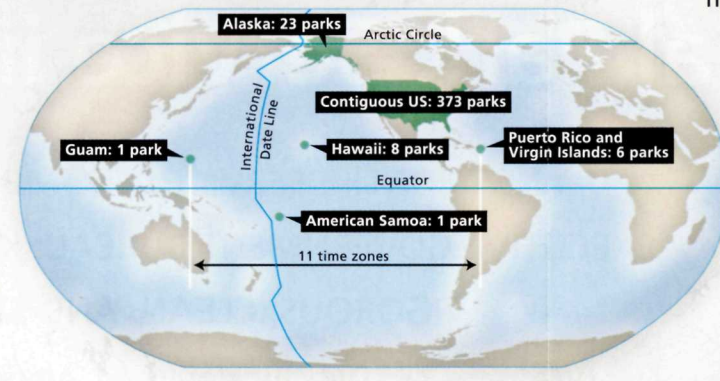 Alaska: 23 parks
Arctic Circle
Contiguous US: 373 parks
International
Date Line
Guam: 1 park
Hawaii: 8 parks
Puerto Rico and
Virgin Islands: 6 parks
Equator
American Samoa: 1 park
11 time zones